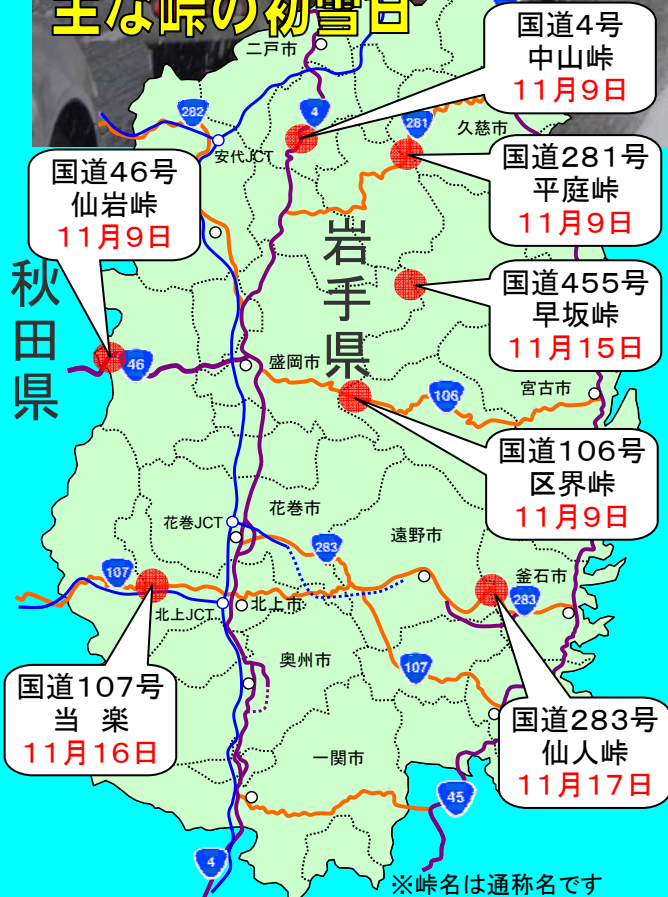 主な峠の初雪日
国道4号
中山峠
11月9日
二戸市
282
4
281
久慈市
安代JCT
国道46号
仙岩峠
11月9日
国道281号
平庭峠
11月9日
岩手県
秋田県
国道455号
早坂峠
11月15日
46
盛岡市
106
宮古市
国道106号
区界峠
11月9日
花巻JCT
花巻市
283
遠野市
107
釜石市
283
北上JCT
北上市
奥州市
107
国道107号
当 楽
11月16日
国道283号
仙人峠
11月17日
一関市
45
4
※峠名は通称名です